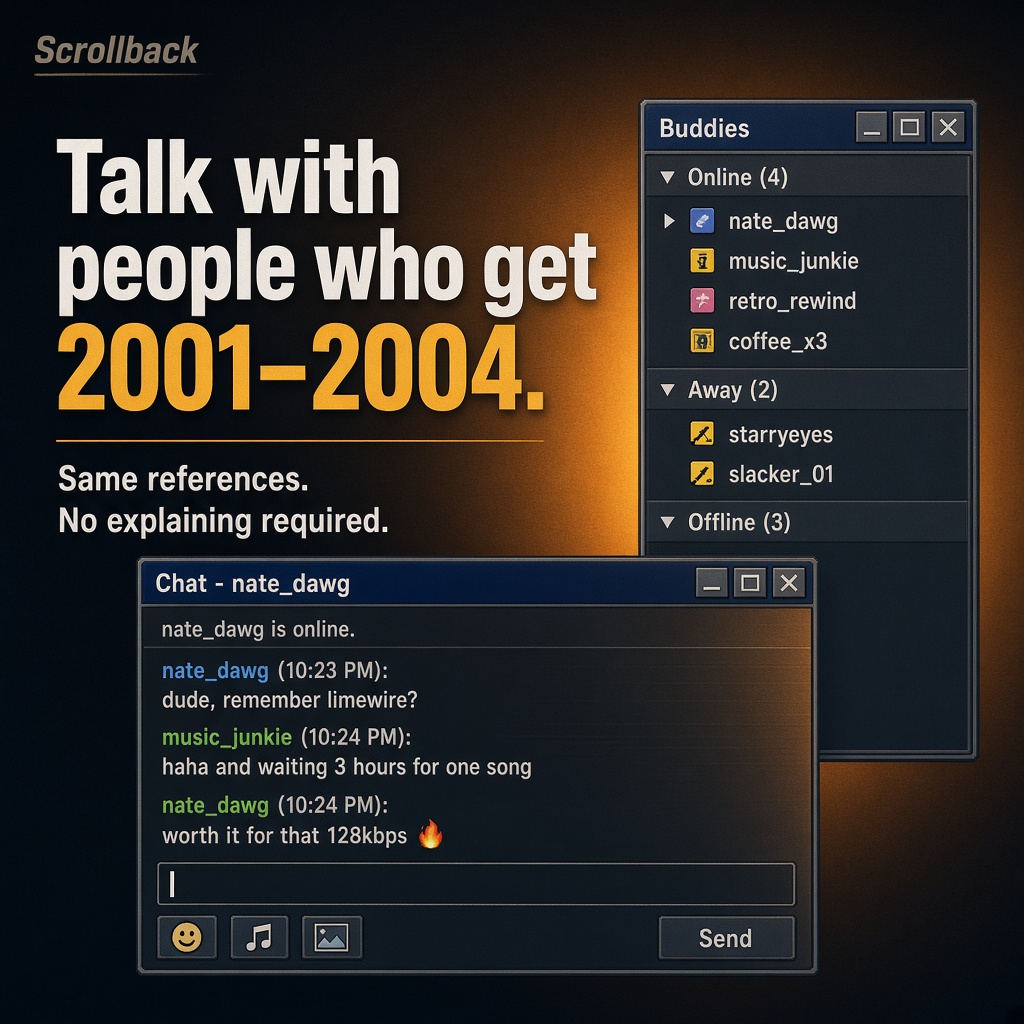 Scrollback
Talk with
people who get
2001–2004.
Same references.
No explaining required.
Buddies
Online (4)
nate_dawg
music_junkie
retro_rewind
coffee_x3
Away (2)
starryeyes
slacker_01
Offline (3)
Chat - nate_dawg
nate_dawg is online.
nate_dawg (10:23 PM):
dude, remember limewire?
music_junkie (10:24 PM):
haha and waiting 3 hours for one song
nate_dawg (10:24 PM):
worth it for that 128kbps 🔥
Send